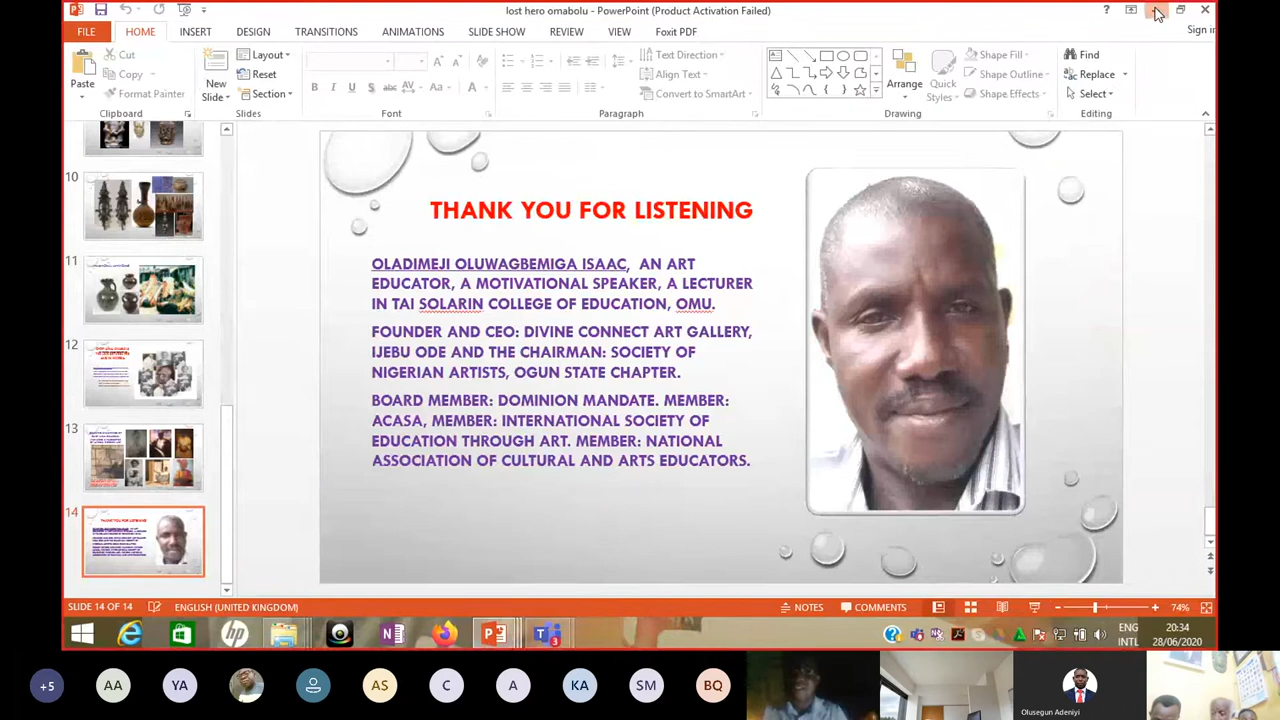 lost hero omabolu - PowerPoint (Product Activation Failed)
Sign in
FILE HOME INSERT DESIGN TRANSITIONS ANIMATIONS SLIDE SHOW REVIEW VIEW Foxit PDF
Paste
Cut
Copy
Format Painter
Clipboard
New Slide
Layout
Reset
Section
Slides
Font
Text Direction
Align Text
Convert to SmartArt
Paragraph
Arrange
Quick Styles
Shape Fill
Shape Outline
Shape Effects
Drawing
Find
Replace
Select
Editing
10
11
12
13
14
THANK YOU FOR LISTENING
OLADIMEJI OLUWAGBEMIGA ISAAC, AN ART
EDUCATOR, A MOTIVATIONAL SPEAKER, A LECTURER
IN TAI SOLARIN COLLEGE OF EDUCATION, OMU.
FOUNDER AND CEO: DIVINE CONNECT ART GALLERY,
IJEBU ODE AND THE CHAIRMAN: SOCIETY OF
NIGERIAN ARTISTS, OGUN STATE CHAPTER.
BOARD MEMBER: DOMINION MANDATE. MEMBER:
ACASA, MEMBER: INTERNATIONAL SOCIETY OF
EDUCATION THROUGH ART. MEMBER: NATIONAL
ASSOCIATION OF CULTURAL AND ARTS EDUCATORS.
SLIDE 14 OF 14 ENGLISH (UNITED KINGDOM) NOTES COMMENTS 74%
ENG 20:34
INTL 28/06/2020
+5 AA YA AS C A KA SM BQ
Olusegun Adeniyi